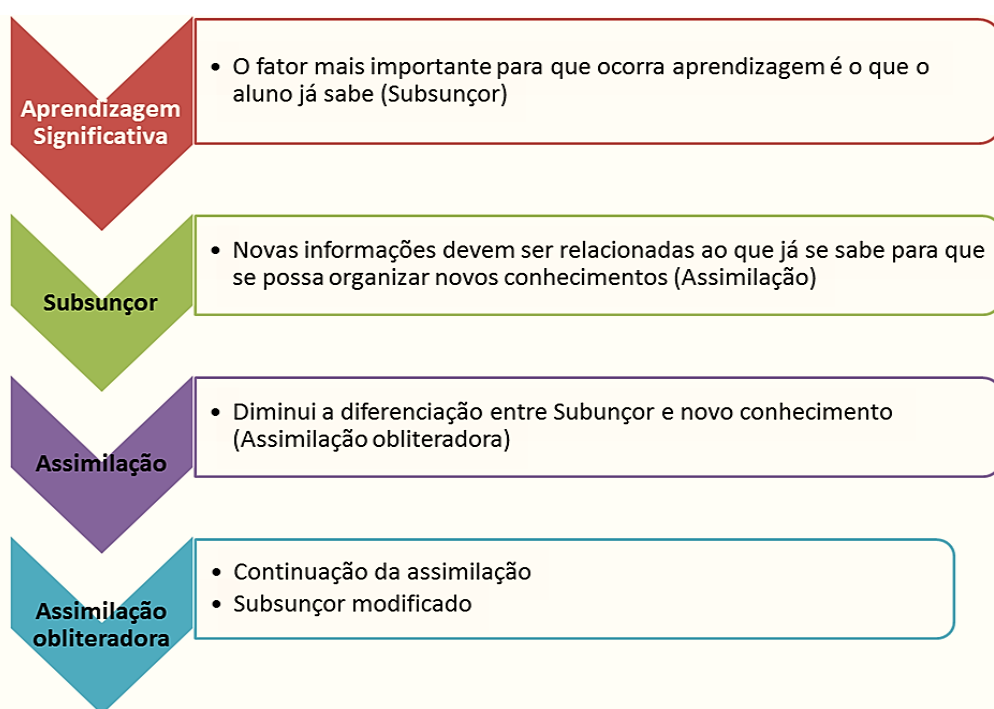 Aprendizagem
Significativa
• O fator mais importante para que ocorra aprendizagem é o que o
aluno já sabe (Subsunçor)
Subsunçor
• Novas informações devem ser relacionadas ao que já se sabe para que
se possa organizar novos conhecimentos (Assimilação)
Assimilação
• Diminui a diferenciação entre Subunçor e novo conhecimento
(Assimilação obliteradora)
Assimilação
obliteradora
• Continuação da assimilação
• Subsunçor modificado